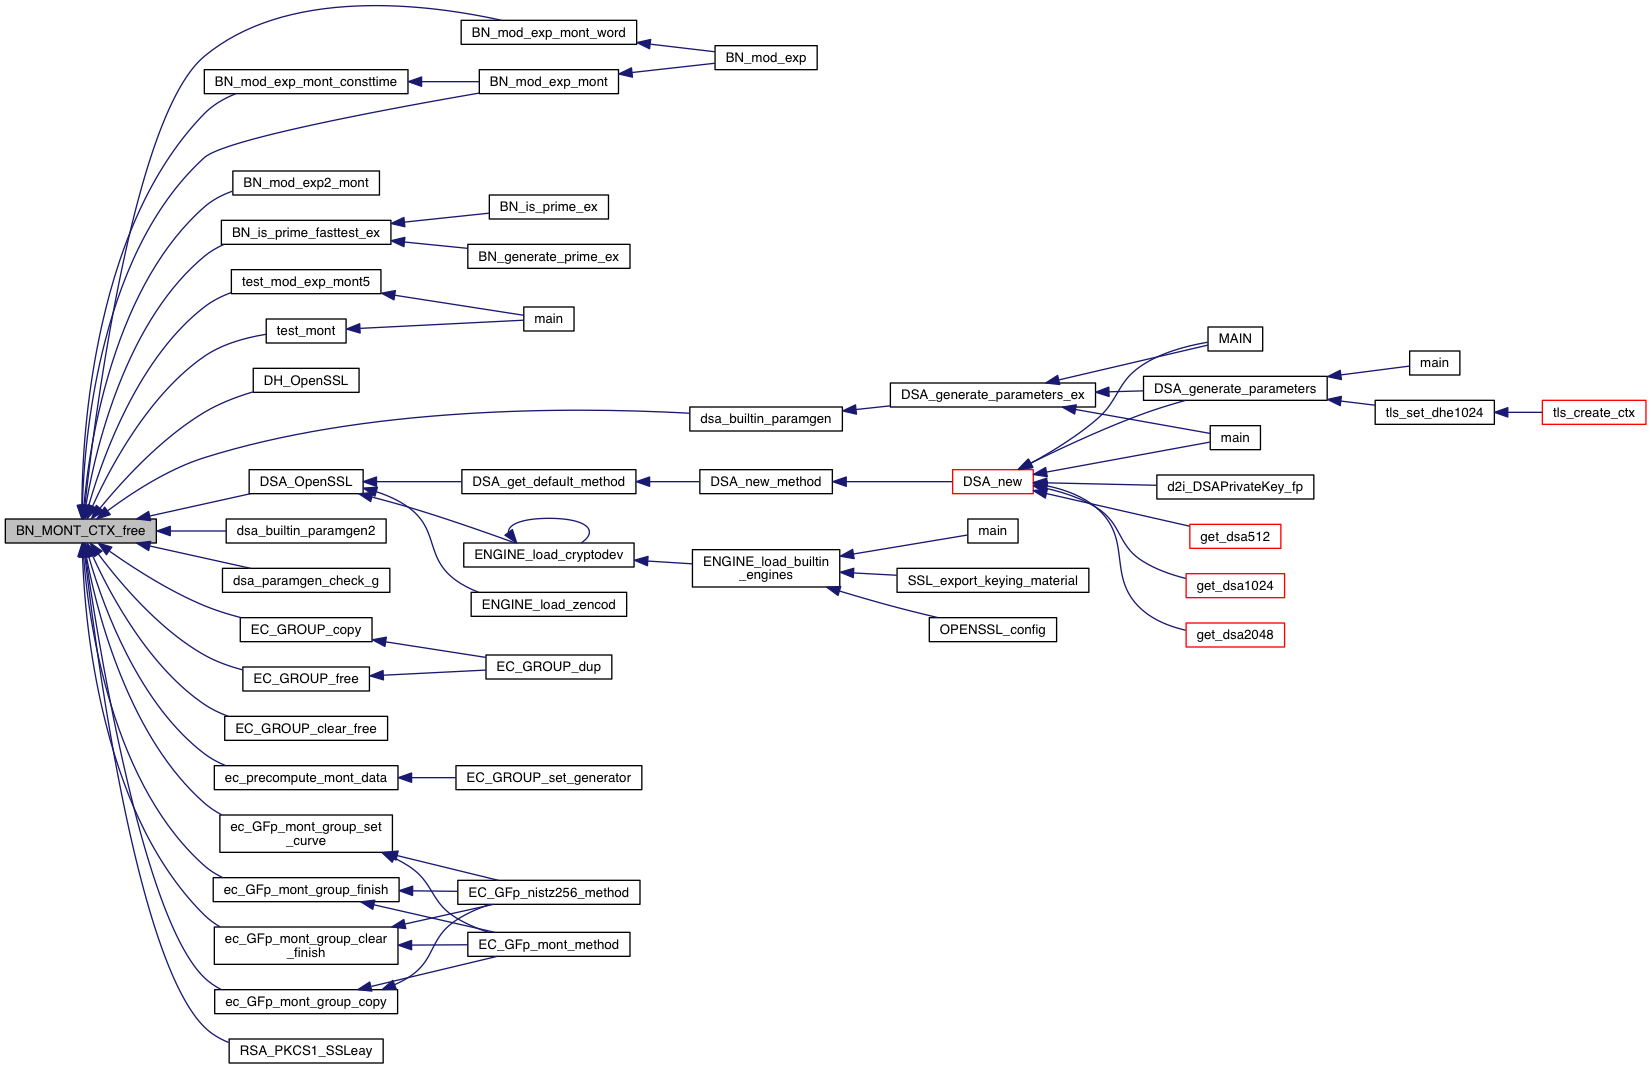 BN_mod_exp_mont_word
BN_mod_exp
BN_mod_exp_mont_consttime
BN_mod_exp_mont
BN_mod_exp2_mont
BN_is_prime_ex
BN_is_prime_fasttest_ex
BN_generate_prime_ex
test_mod_exp_mont5
main
test_mont
MAIN
main
DH_OpenSSL
DSA_generate_parameters_ex
DSA_generate_parameters
tls_set_dhe1024
tls_create_ctx
dsa_builtin_paramgen
main
DSA_OpenSSL
DSA_get_default_method
DSA_new_method
DSA_new
d2i_DSAPrivateKey_fp
BN_MONT_CTX_free
dsa_builtin_paramgen2
main
get_dsa512
ENGINE_load_cryptodev
ENGINE_load_builtin
_engines
dsa_paramgen_check_g
SSL_export_keying_material
get_dsa1024
ENGINE_load_zencod
EC_GROUP_copy
OPENSSL_config
get_dsa2048
EC_GROUP_dup
EC_GROUP_free
EC_GROUP_clear_free
ec_precompute_mont_data
EC_GROUP_set_generator
ec_GFp_mont_group_set
_curve
ec_GFp_mont_group_finish
EC_GFp_nistz256_method
ec_GFp_mont_group_clear
_finish
EC_GFp_mont_method
ec_GFp_mont_group_copy
RSA_PKCS1_SSLeay